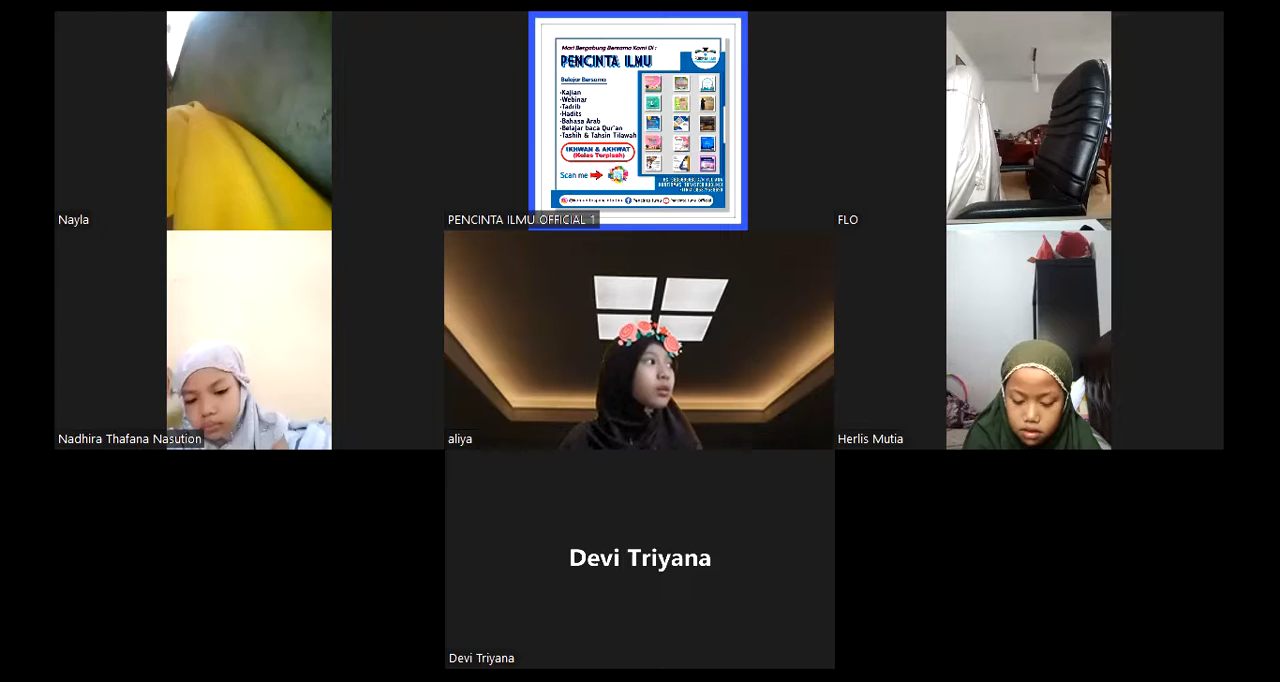 Mari Bergabung Bersama Kami Di :
PENCINTA ILMU
Belajar Bersama
-Kajian
-Webinar
-Tadrib
-Hadits
-Bahasa Arab
-Belajar baca Qur'an
-Tashih & Tahsin Tilawah
IKHWAN & AKHWAT
(Kelas Terpisah)
Scan me
Nayla
PENCINTA ILMU OFFICIAL 1
FLO
Nadhira Thafana Nasution
aliya
Herlis Mutia
Devi Triyana
Devi Triyana